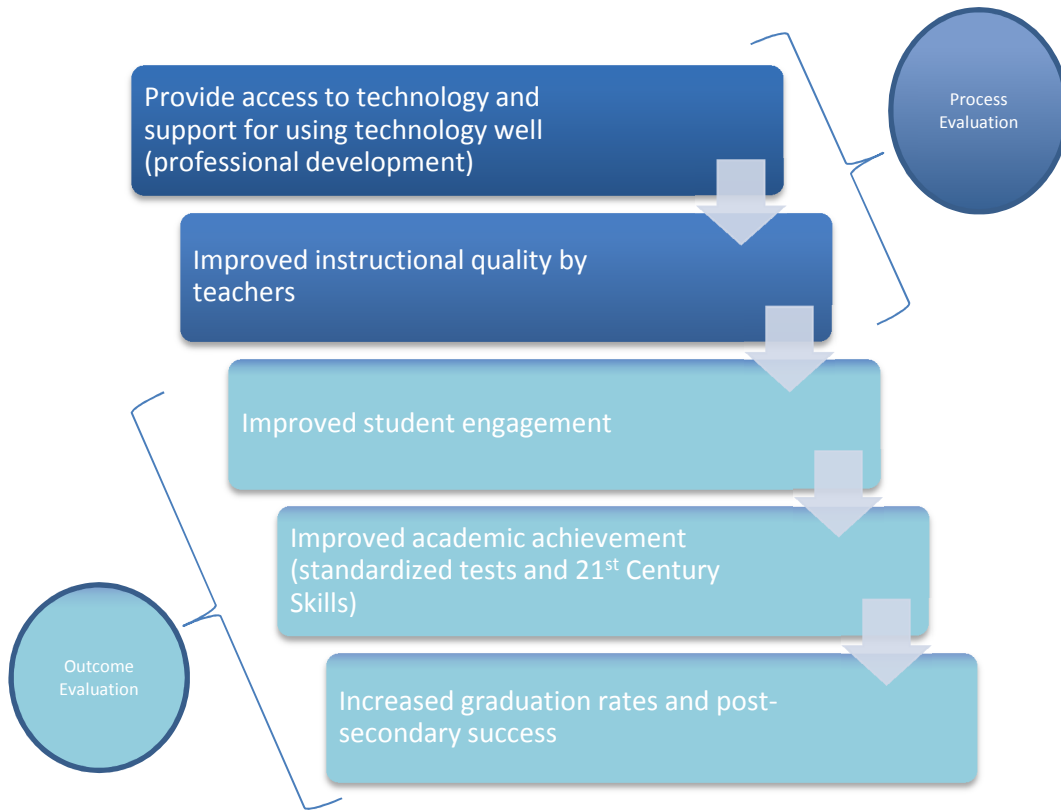 Process
Evaluation
Provide access to technology and
support for using technology well
(professional development)
Improved instructional quality by
teachers
Improved student engagement
Improved academic achievement
(standardized tests and 21st Century
Skills)
Outcome
Evaluation
Increased graduation rates and post-
secondary success